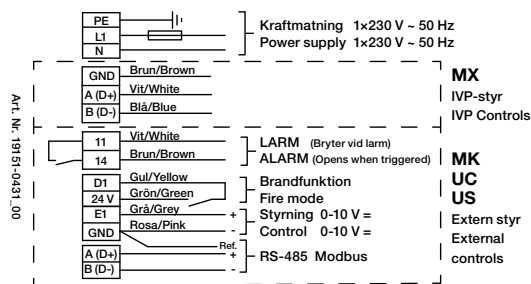 PE
L1
N
Kraftmatning 1×230 V ~ 50 Hz
Power supply 1×230 V ~ 50 Hz
GND Brun/Brown
A (D+) Vit/White
B (D-) Blå/Blue
MX
IVP-styr
IVP Controls
Art. Nr. 19151-0431_00
11 Vit/White
14 Brun/Brown
LARM (Bryter vid larm)
ALARM (Opens when triggered)
D1 Gul/Yellow
24 V Grön/Green
Brandfunktion
Fire mode
E1 Grå/Grey +
GND Rosa/Pink -
Styrning 0-10 V =
Control 0-10 V =
Ref.
A (D+) +
B (D-) -
RS-485 Modbus
MK
UC
US
Extern styr
External
controls